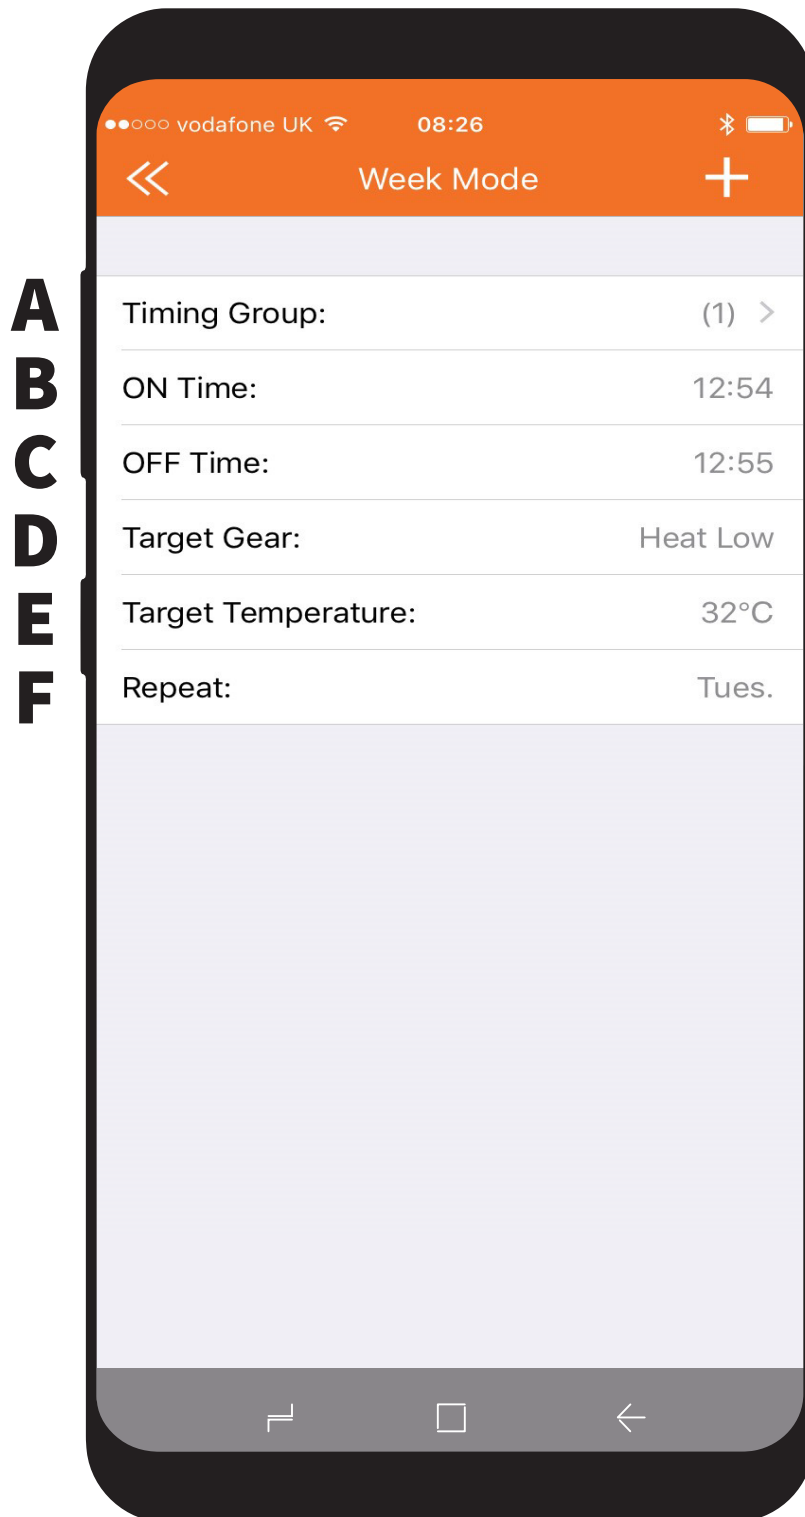 vodafone UK 08:26
Week Mode
A Timing Group: (1)
B ON Time: 12:54
C OFF Time: 12:55
D Target Gear: Heat Low
E Target Temperature: 32°C
F Repeat: Tues.